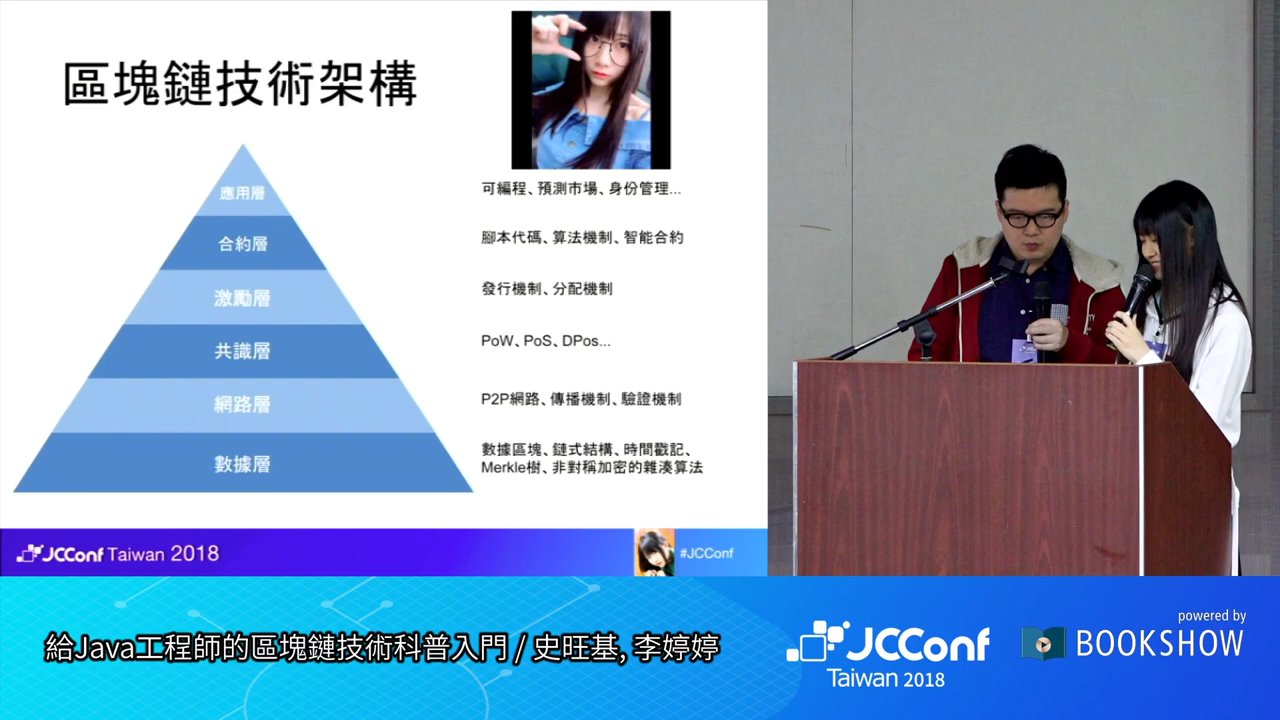 區塊鏈技術架構
應用層
可編程、預測市場、身份管理...
合約層
腳本代碼、算法機制、智能合約
激勵層
發行機制、分配機制
共識層
PoW、PoS、DPos...
網路層
P2P網路、傳播機制、驗證機制
數據層
數據區塊、鏈式結構、時間戳記、
Merkle樹、非對稱加密的雜湊算法
JCConf Taiwan 2018
#JCConf
給Java工程師的區塊鏈技術科普入門 / 史旺基, 李婷婷
JCConf
Taiwan 2018
powered by
BOOKSHOW